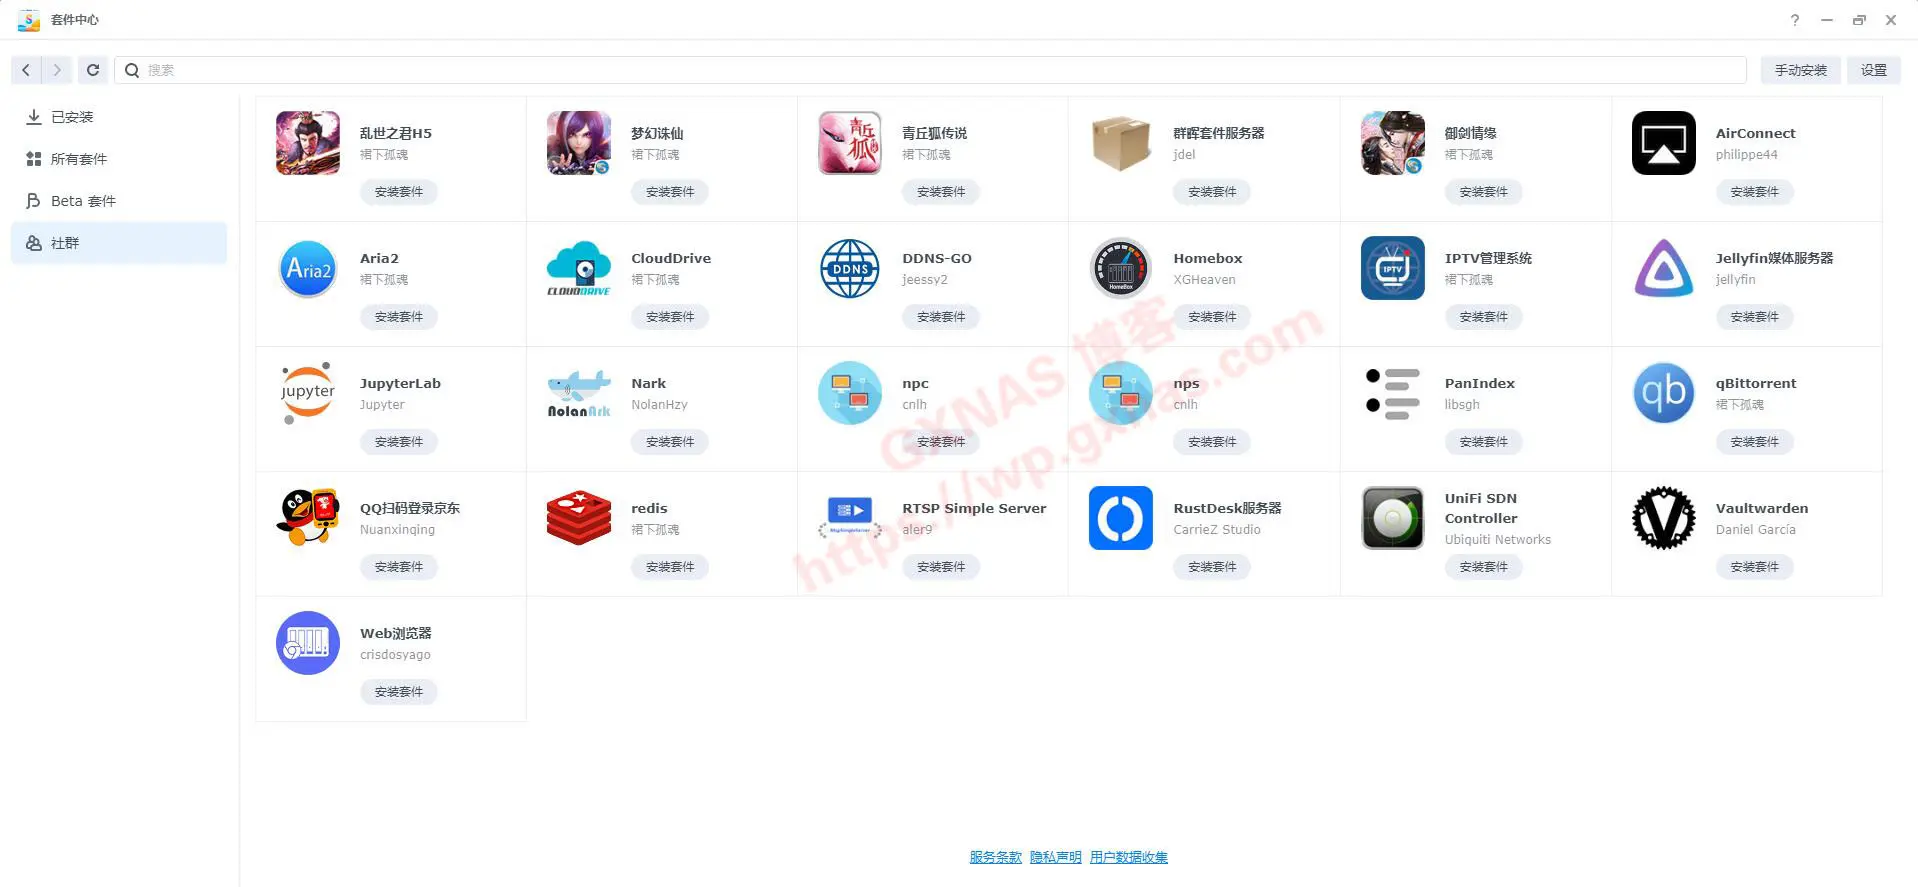 套件中心
搜索
手动安装
设置
已安装
所有套件
Beta 套件
社群
乱世之君H5
裙下孤魂
安装套件
梦幻诛仙
裙下孤魂
安装套件
青丘狐传说
裙下孤魂
安装套件
群晖套件服务器
jdel
安装套件
御剑情缘
裙下孤魂
安装套件
AirConnect
philippe44
安装套件
Aria2
Aria2
裙下孤魂
安装套件
CLOUDDRIVE
CloudDrive
裙下孤魂
安装套件
DDNS
DDNS-GO
jeessy2
安装套件
HomeBox
Homebox
XGHeaven
安装套件
IPTV
IPTV管理系统
裙下孤魂
安装套件
Jellyfin媒体服务器
jellyfin
安装套件
jupyter
JupyterLab
Jupyter
安装套件
NolanArk
Nark
NolanHzy
安装套件
npc
cnlh
安装套件
nps
cnlh
安装套件
PanIndex
libsgh
安装套件
qb
qBittorrent
裙下孤魂
安装套件
QQ扫码登录京东
Nuanxinqing
安装套件
redis
裙下孤魂
安装套件
RTSP Simple Server
aler9
安装套件
RustDesk服务器
CarrieZ Studio
安装套件
UniFi SDN
Controller
Ubiquiti Networks
安装套件
Vaultwarden
Daniel García
安装套件
Web浏览器
crisdosyago
安装套件
GXNAS 博客
https://wp.gxnas.com
服务条款 隐私声明 用户数据收集